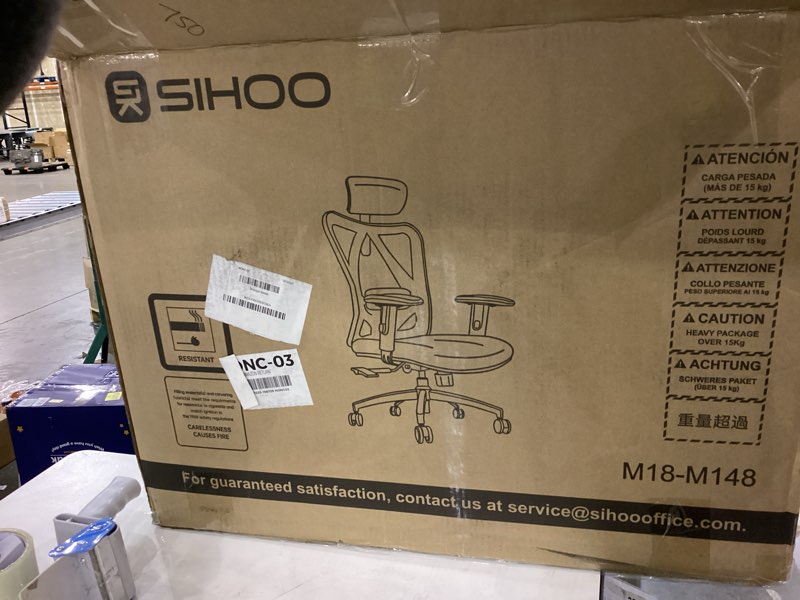 150
SIHOO
ATENCIÓN
CARGA PESADA
(MÁS DE 15 kg)
ATTENTION
POIDS LOURD
DÉPASSANT 15 kg
ATTENZIONE
COLLO PESANTE
PESO SUPERIORE AI 15 kg
CAUTION
HEAVY PACKAGE
OVER 15Kg
ACHTUNG
SCHWERES PAKET
(ÜBER 15 kg)
重量超過
RESISTANT
NC-03
CARELESSNESS
CAUSES FIRE
M18-M148
For guaranteed satisfaction, contact us at service@sihoooffice.com.